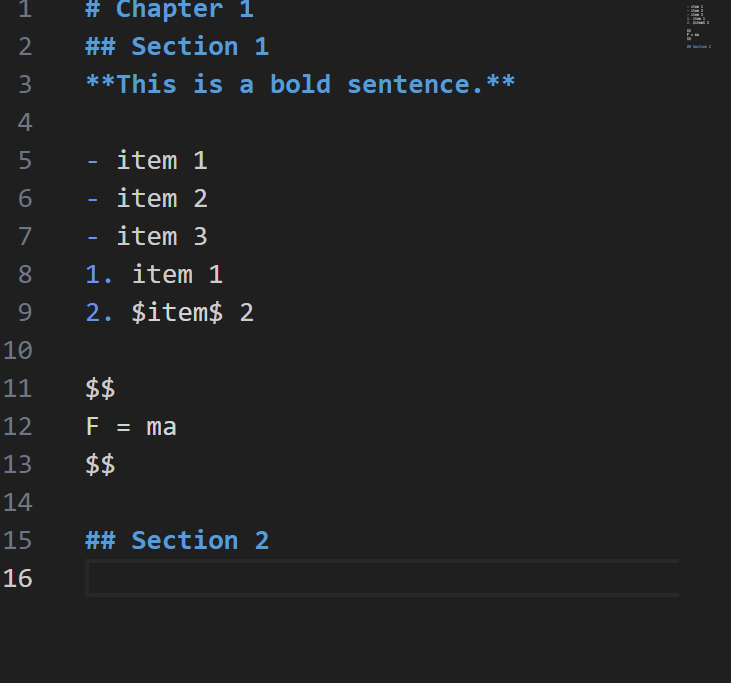 1 # Chapter 1
2 ## Section 1
3 **This is a bold sentence.**
4
5 - item 1
6 - item 2
7 - item 3
8 1. item 1
9 2. $item$ 2
10
11 $$
12 F = ma
13 $$
14
15 ## Section 2
16